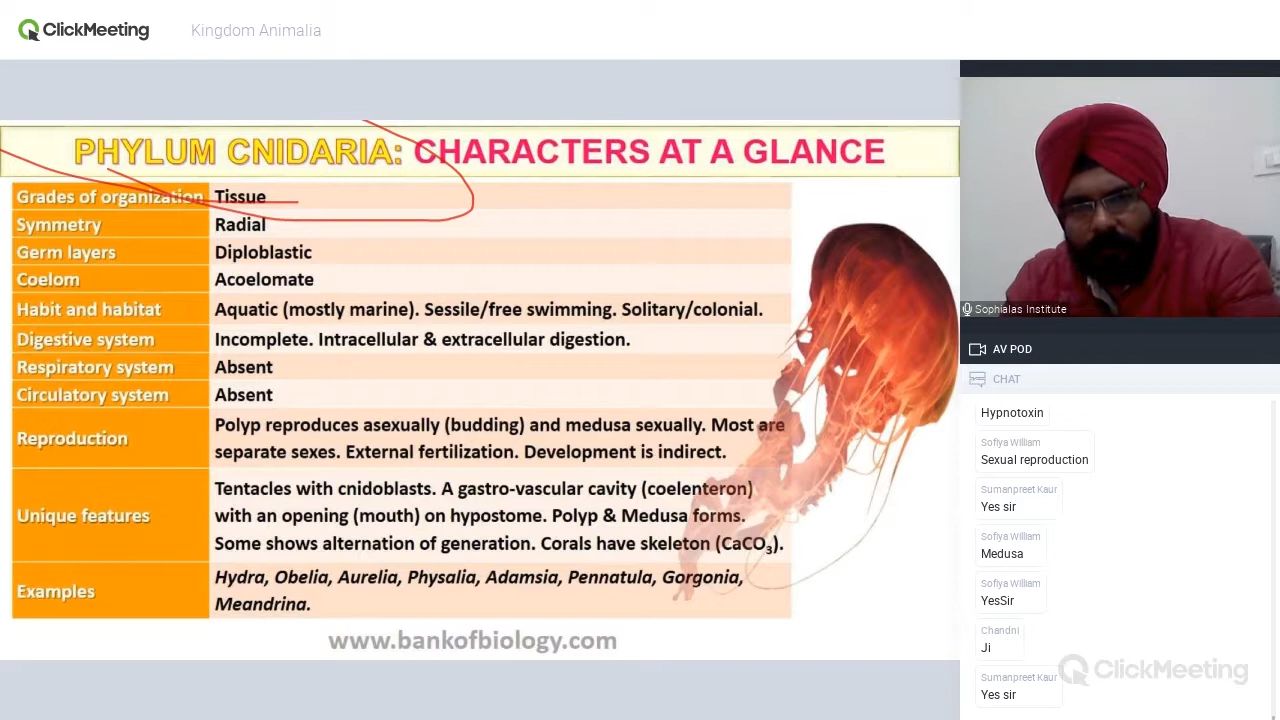 ClickMeeting
Kingdom Animalia
PHYLUM CNIDARIA: CHARACTERS AT A GLANCE
Grades of organization Tissue
Symmetry Radial
Germ layers Diploblastic
Coelom Acoelomate
Habit and habitat Aquatic (mostly marine). Sessile/free swimming. Solitary/colonial.
Digestive system Incomplete. Intracellular & extracellular digestion.
Respiratory system Absent
Circulatory system Absent
Reproduction
Polyp reproduces asexually (budding) and medusa sexually. Most are
separate sexes. External fertilization. Development is indirect.
Unique features
Tentacles with cnidoblasts. A gastro-vascular cavity (coelenteron)
with an opening (mouth) on hypostome. Polyp & Medusa forms.
Some shows alternation of generation. Corals have skeleton (CaCO₃).
Examples
Hydra, Obelia, Aurelia, Physalia, Adamsia, Pennatula, Gorgonia,
Meandrina.
www.bankofbiology.com
Sophialas Institute
AV POD
CHAT
Hypnotoxin
Sofiya William
Sexual reproduction
Sumanpreet Kaur
Yes sir
Sofiya William
Medusa
Sofiya William
YesSir
Chandni
Ji
Sumanpreet Kaur
Yes sir
ClickMeeting